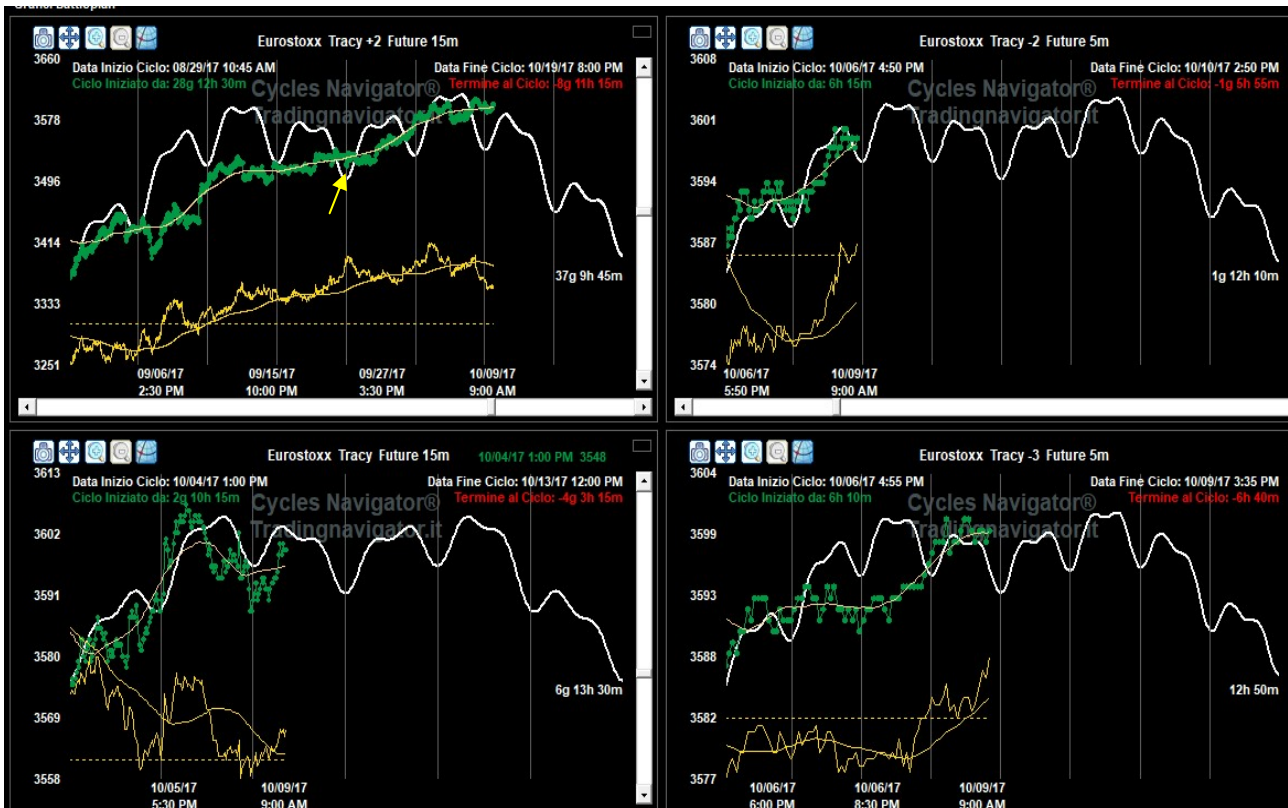 Grafici Battleplan
Eurostoxx Tracy +2 Future 15m
Data Inizio Ciclo: 08/29/17 10:45 AM
Data Fine Ciclo: 10/19/17 8:00 PM
Ciclo Iniziato da: 28g 12h 30m
Termine al Ciclo: -8g 11h 15m
Cycles Navigator®
Tradingnavigator.it
3660
3578
3496
3414
3333
3251
37g 9h 45m
09/06/17
2:30 PM
09/15/17
10:00 PM
09/27/17
3:30 PM
10/09/17
9:00 AM
Eurostoxx Tracy -2 Future 5m
Data Inizio Ciclo: 10/06/17 4:50 PM
Data Fine Ciclo: 10/10/17 2:50 PM
Ciclo Iniziato da: 6h 15m
Termine al Ciclo: -1g 5h 55m
Cycles Navigator®
Tradingnavigator.it
3608
3601
3594
3587
3580
3574
1g 12h 10m
10/06/17
5:50 PM
10/09/17
9:00 AM
Eurostoxx Tracy Future 15m
10/04/17 1:00 PM 3548
Data Inizio Ciclo: 10/04/17 1:00 PM
Data Fine Ciclo: 10/13/17 12:00 PM
Ciclo Iniziato da: 2g 10h 15m
Termine al Ciclo: -4g 3h 15m
Cycles Navigator®
Tradingnavigator.it
3613
3602
3591
3580
3569
3558
6g 13h 30m
10/05/17
5:30 PM
10/09/17
9:00 AM
Eurostoxx Tracy -3 Future 5m
Data Inizio Ciclo: 10/06/17 4:55 PM
Data Fine Ciclo: 10/09/17 3:35 PM
Ciclo Iniziato da: 6h 10m
Termine al Ciclo: -6h 40m
Cycles Navigator®
Tradingnavigator.it
3604
3599
3593
3588
3582
3577
12h 50m
10/06/17
6:00 PM
10/06/17
8:30 PM
10/09/17
9:00 AM